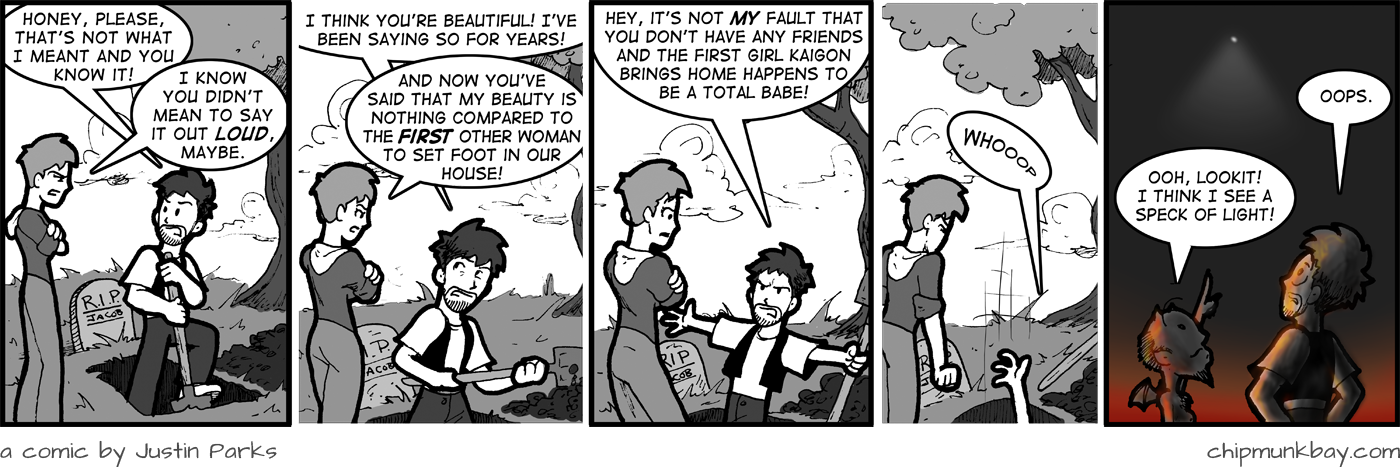 HONEY, PLEASE,
THAT'S NOT WHAT
I MEANT AND YOU
KNOW IT!
I KNOW
YOU DIDN'T
MEAN TO SAY
IT OUT LOUD,
MAYBE.
R.I.P.
JACOB
I THINK YOU'RE BEAUTIFUL! I'VE
BEEN SAYING SO FOR YEARS!
AND NOW YOU'VE
SAID THAT MY BEAUTY IS
NOTHING COMPARED TO
THE FIRST OTHER WOMAN
TO SET FOOT IN OUR
HOUSE!
.I.P.
JACOB
HEY, IT'S NOT MY FAULT THAT
YOU DON'T HAVE ANY FRIENDS
AND THE FIRST GIRL KAIGON
BRINGS HOME HAPPENS TO
BE A TOTAL BABE!
RIP
COB
WHOOOP
OOPS.
OOH, LOOKIT!
I THINK I SEE A
SPECK OF LIGHT!
a comic by Justin Parks
chipmunkbay.com